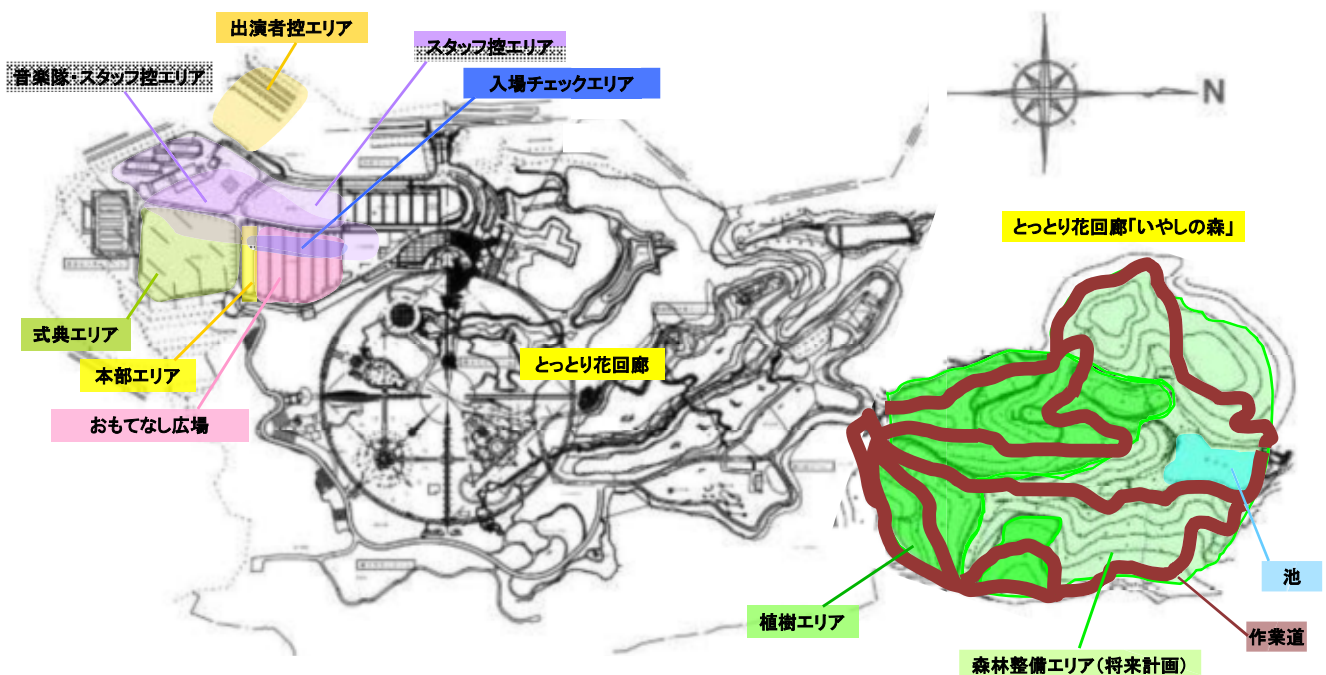 出演者控エリア
スタッフ控エリア
音楽隊・スタッフ控エリア
入場チェックエリア
N
とっとり花回廊「いやしの森」
式典エリア
本部エリア
とっとり花回廊
おもてなし広場
池
植樹エリア
作業道
森林整備エリア（将来計画）